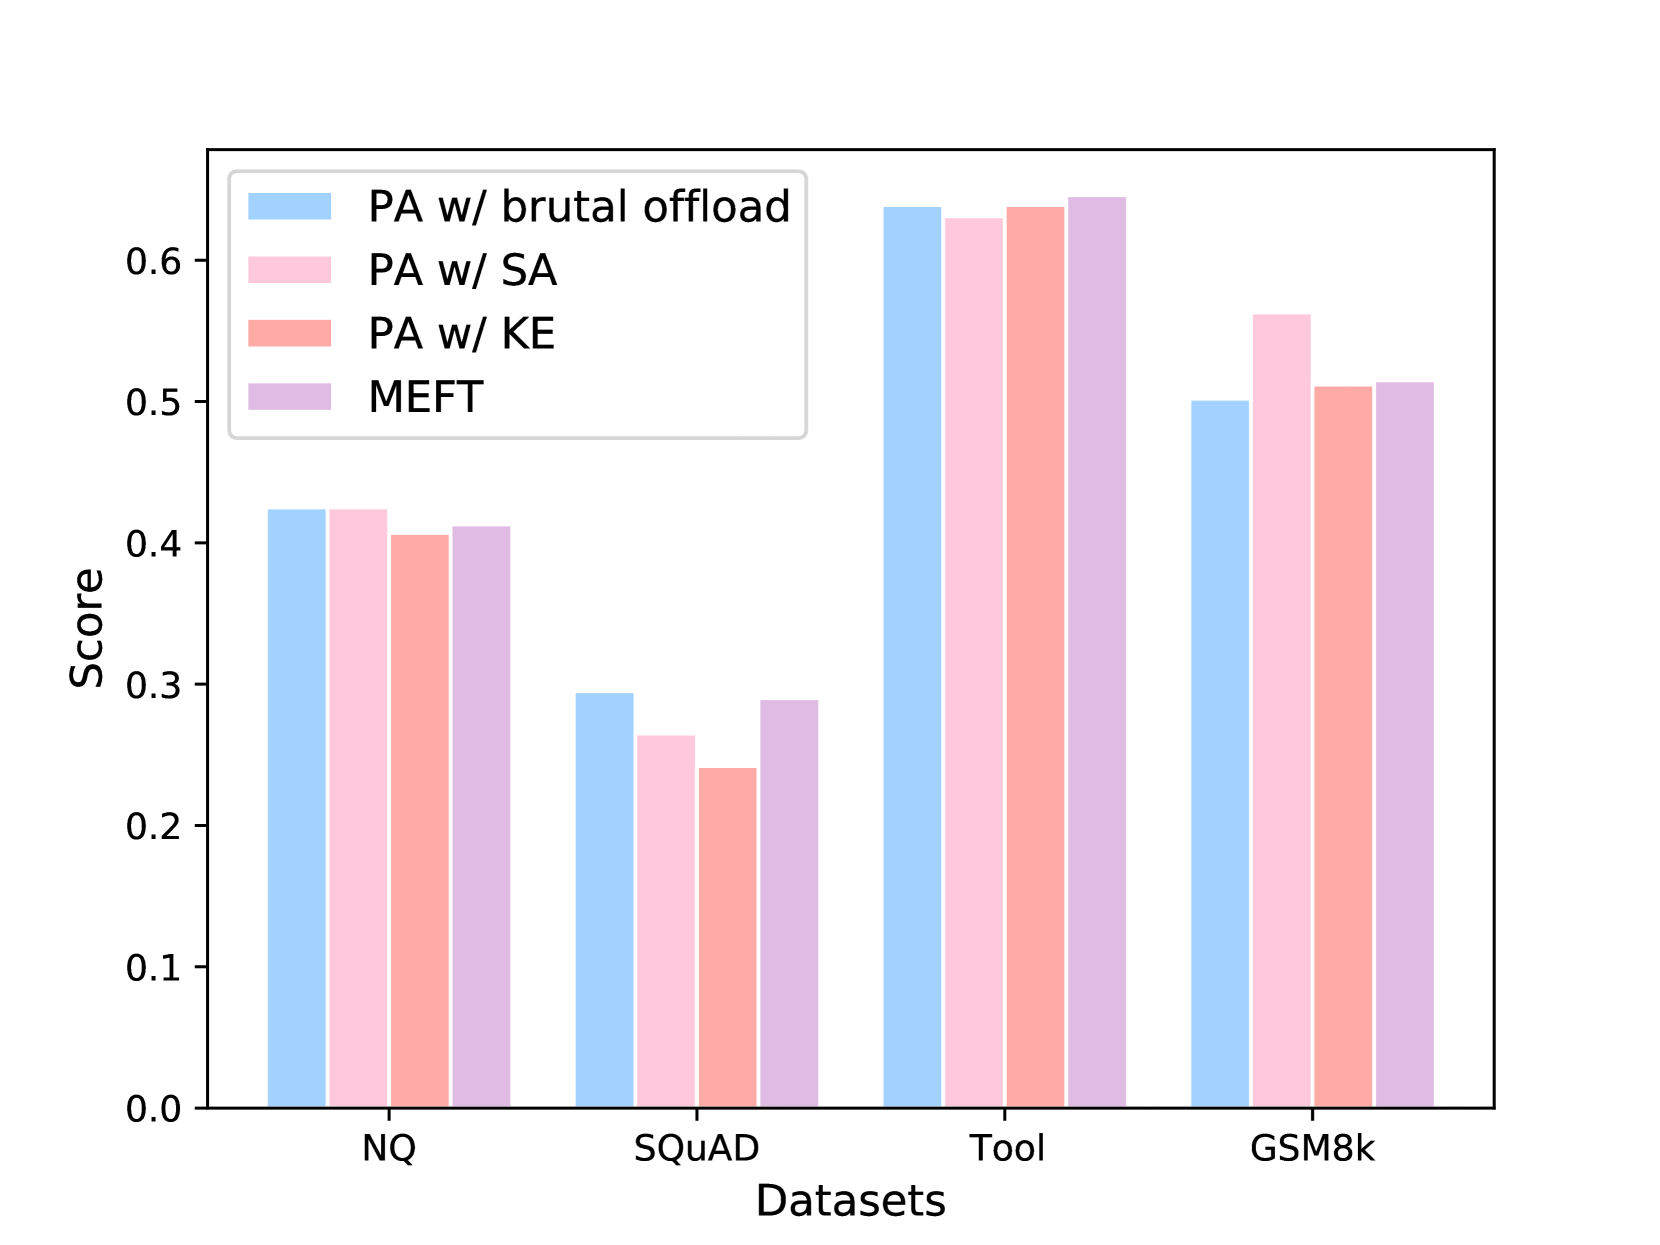 PA w/ brutal offload
PA w/ SA
PA w/ KE
MEFT
0.6
0.5
0.4
0.3
0.2
0.1
0.0
Score
NQ
SQuAD
Tool
GSM8k
Datasets